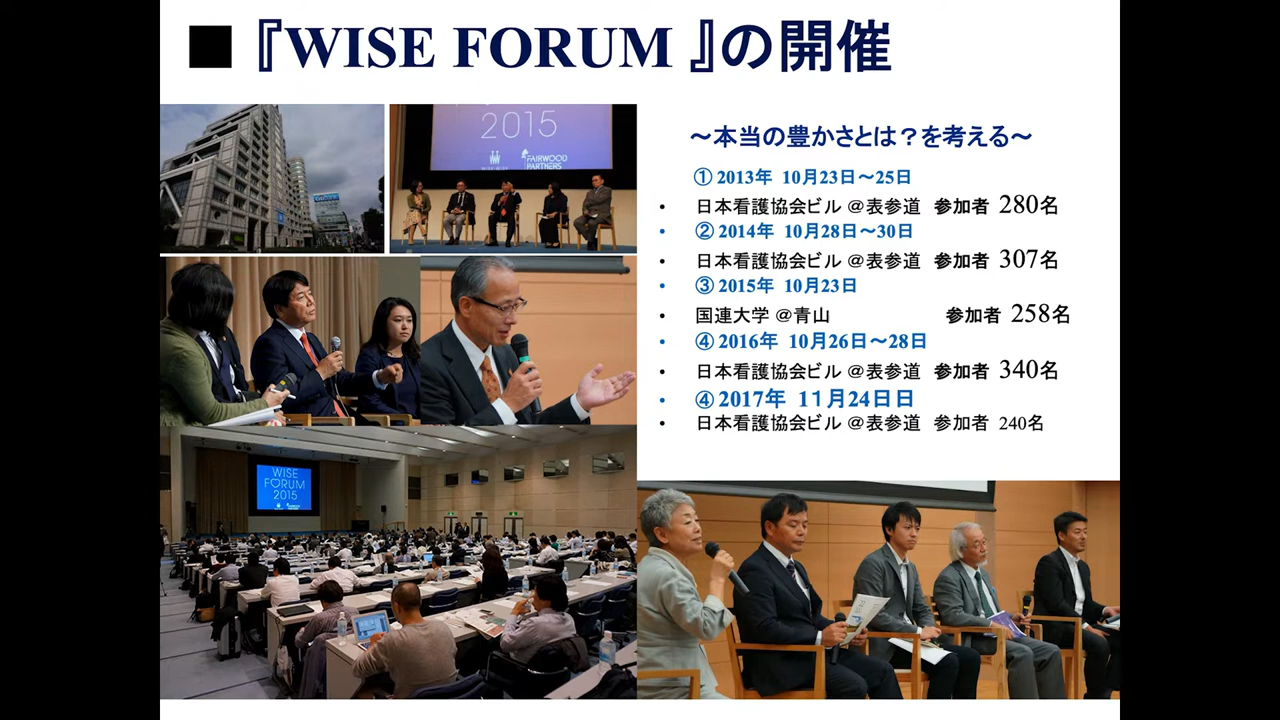 ■『WISE FORUM 』の開催
2015
FAIRWOOD
PARTNERS
～本当の豊かさとは？を考える～
① 2013年 10月23日～25日
• 日本看護協会ビル @表参道 参加者 280名
• ② 2014年 10月28日～30日
• 日本看護協会ビル @表参道 参加者 307名
• ③ 2015年 10月23日
• 国連大学 @青山 参加者 258名
• ④ 2016年 10月26日～28日
• 日本看護協会ビル @表参道 参加者 340名
• ④ 2017年 11月24日日
• 日本看護協会ビル @表参道 参加者 240名
WISE
FORUM
2015